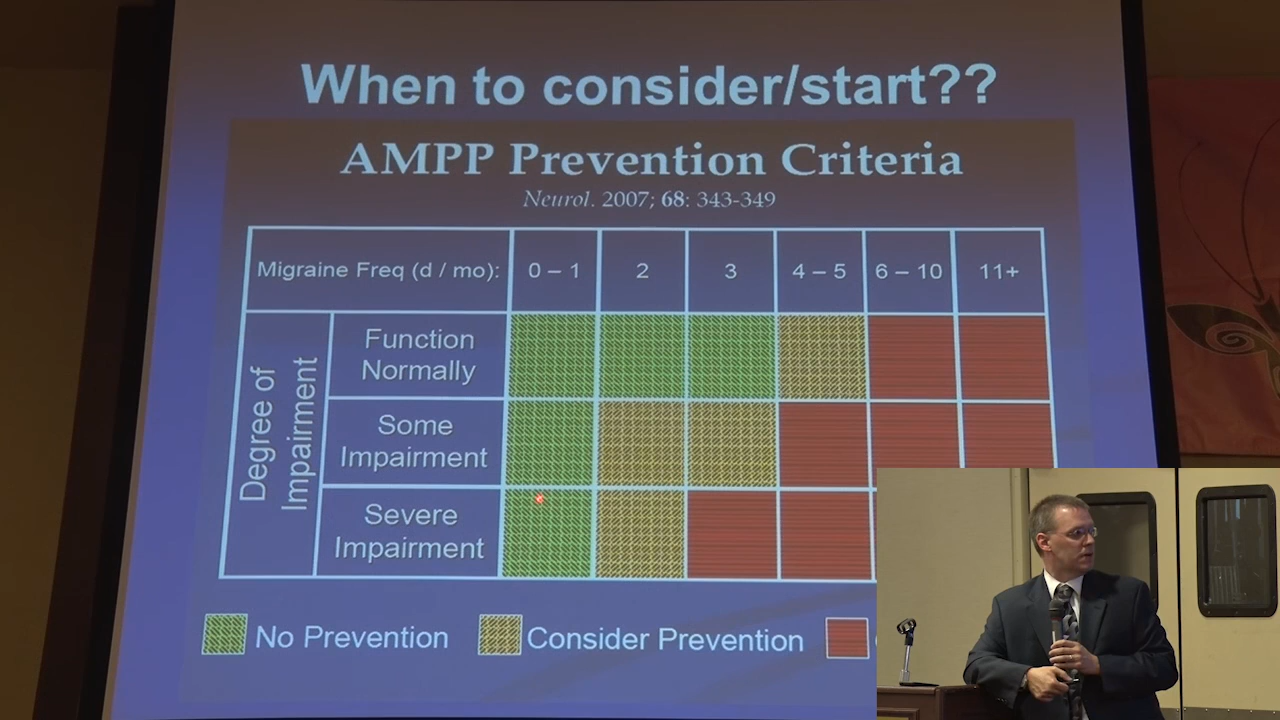 When to consider/start??
AMPP Prevention Criteria
Neurol. 2007; 68: 343-349
Migraine Freq (d / mo):
0 – 1
2
3
4 – 5
6 – 10
11+
Degree of
Impairment
Function
Normally
Some
Impairment
Severe
Impairment
No Prevention
Consider Prevention